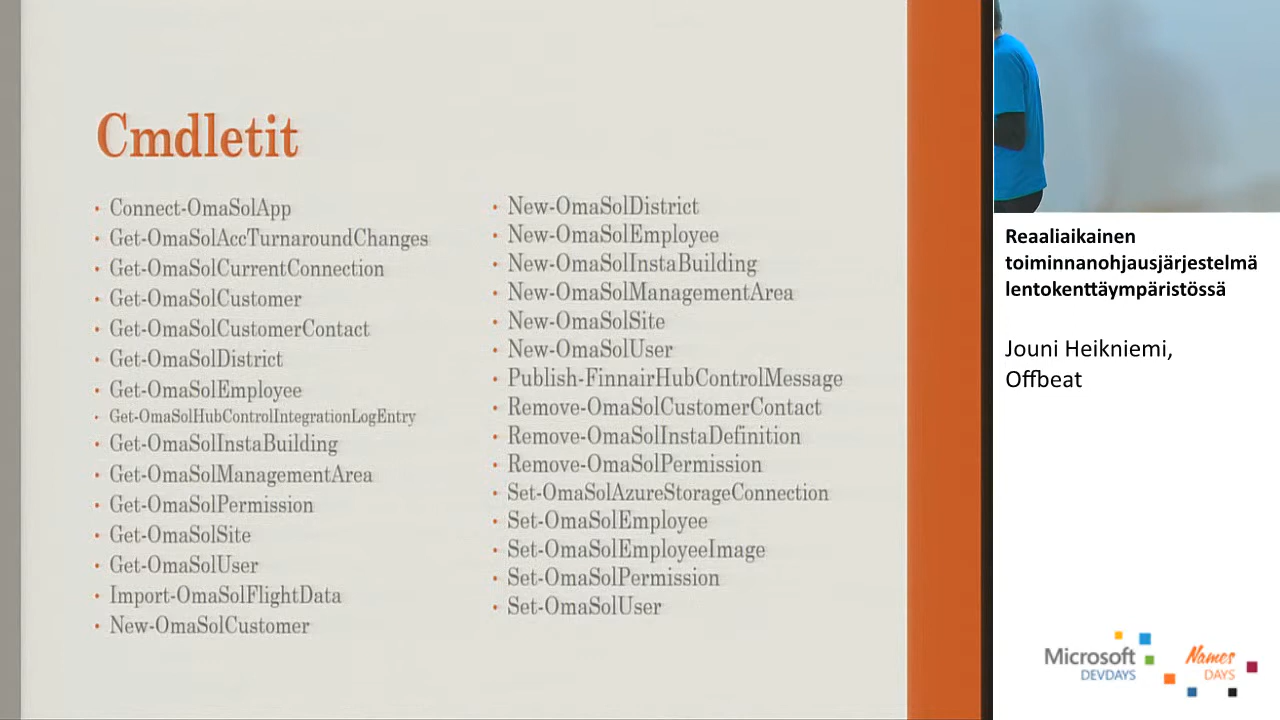 Cmdletit
• Connect-OmaSolApp
• Get-OmaSolAccTurnaroundChanges
• Get-OmaSolCurrentConnection
• Get-OmaSolCustomer
• Get-OmaSolCustomerContact
• Get-OmaSolDistrict
• Get-OmaSolEmployee
• Get-OmaSolHubControlIntegrationLogEntry
• Get-OmaSolInstaBuilding
• Get-OmaSolManagementArea
• Get-OmaSolPermission
• Get-OmaSolSite
• Get-OmaSolUser
• Import-OmaSolFlightData
• New-OmaSolCustomer
• New-OmaSolDistrict
• New-OmaSolEmployee
• New-OmaSolInstaBuilding
• New-OmaSolManagementArea
• New-OmaSolSite
• New-OmaSolUser
• Publish-FinnairHubControlMessage
• Remove-OmaSolCustomerContact
• Remove-OmaSolInstaDefinition
• Remove-OmaSolPermission
• Set-OmaSolAzureStorageConnection
• Set-OmaSolEmployee
• Set-OmaSolEmployeeImage
• Set-OmaSolPermission
• Set-OmaSolUser
Reaaliaikainen
toiminnanohjausjärjestelmä
lentokenttäympäristössä
Jouni Heikniemi,
Offbeat
Microsoft
DEVDAYS
Names
DAYS